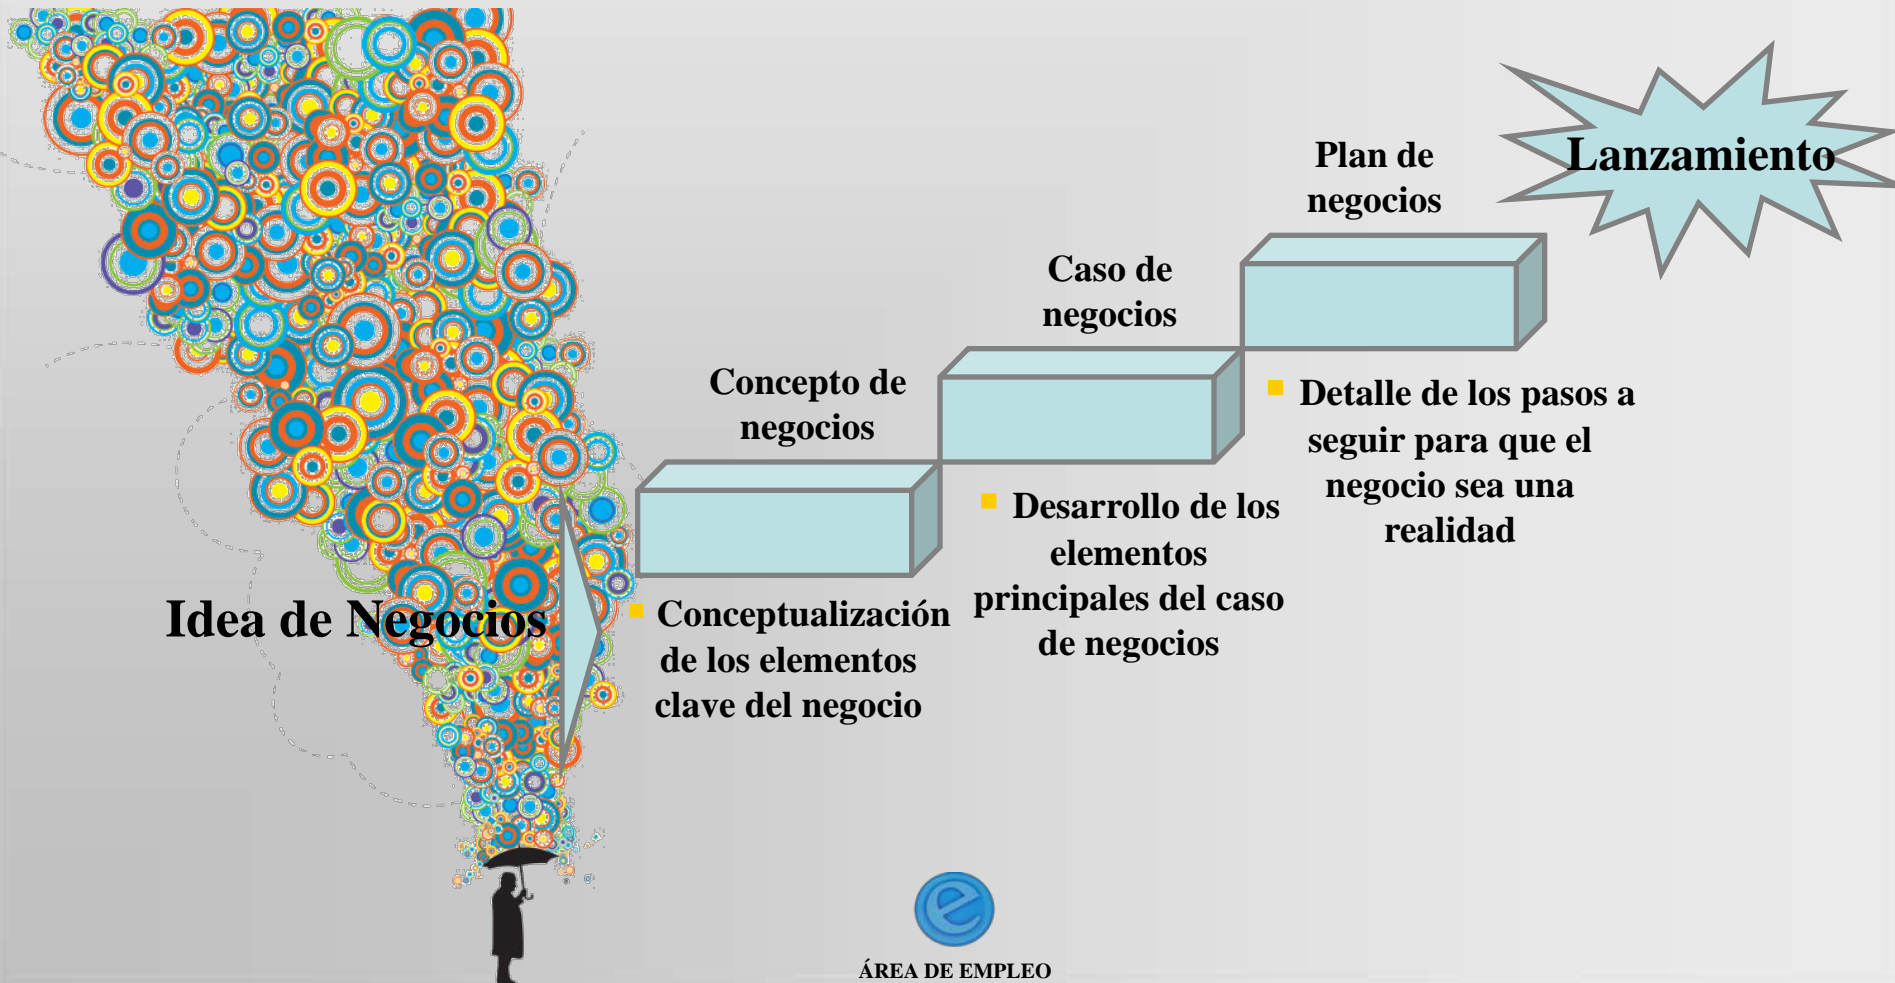 Idea de Negocios
Concepto de
negocios
Conceptualización
de los elementos
clave del negocio
Caso de
negocios
Desarrollo de los
elementos
principales del caso
de negocios
Plan de
negocios
Detalle de los pasos a
seguir para que el
negocio sea una
realidad
Lanzamiento
e
ÁREA DE EMPLEO